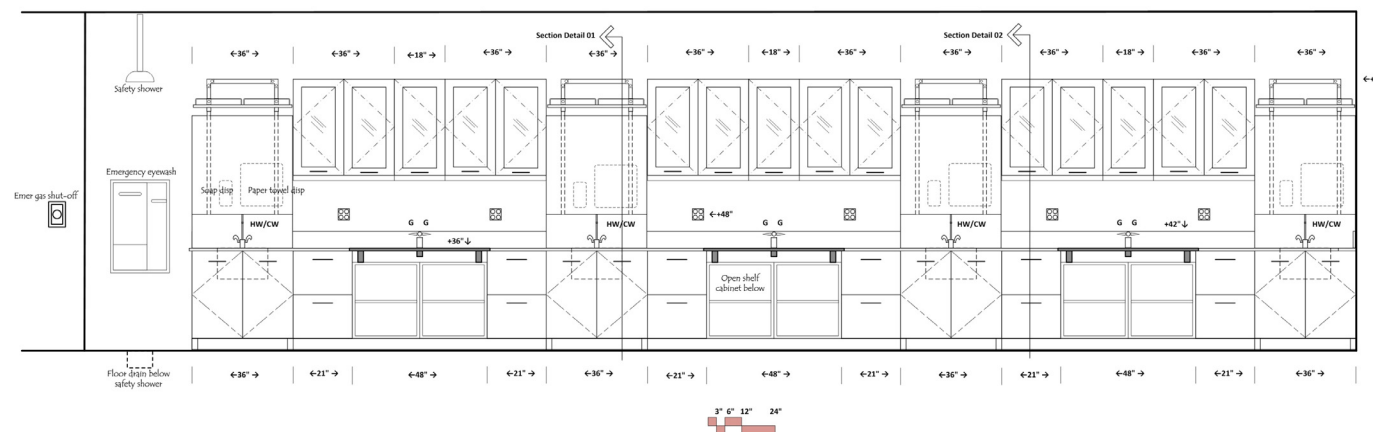 Section Detail 01
Section Detail 02
←36" →
←36" →
←18" →
←36" →
←36" →
←36" →
←18" →
←36" →
←36" →
←36" →
←18" →
←36" →
←36" →
Safety shower
Emergency eyewash
Emer gas shut-off
Soap disp
Paper towel disp
G G
←+48"
G G
G G
HW/CW
HW/CW
+42" ↓
HW/CW
HW/CW
+36" ↓
Open shelf
cabinet below
Floor drain below
safety shower
←36" →
←21" →
←48" →
←21" →
←36" →
←21" →
←48" →
←21" →
←36" →
←21" →
←48" →
←21" →
←36" →
3" 6" 12" 24"